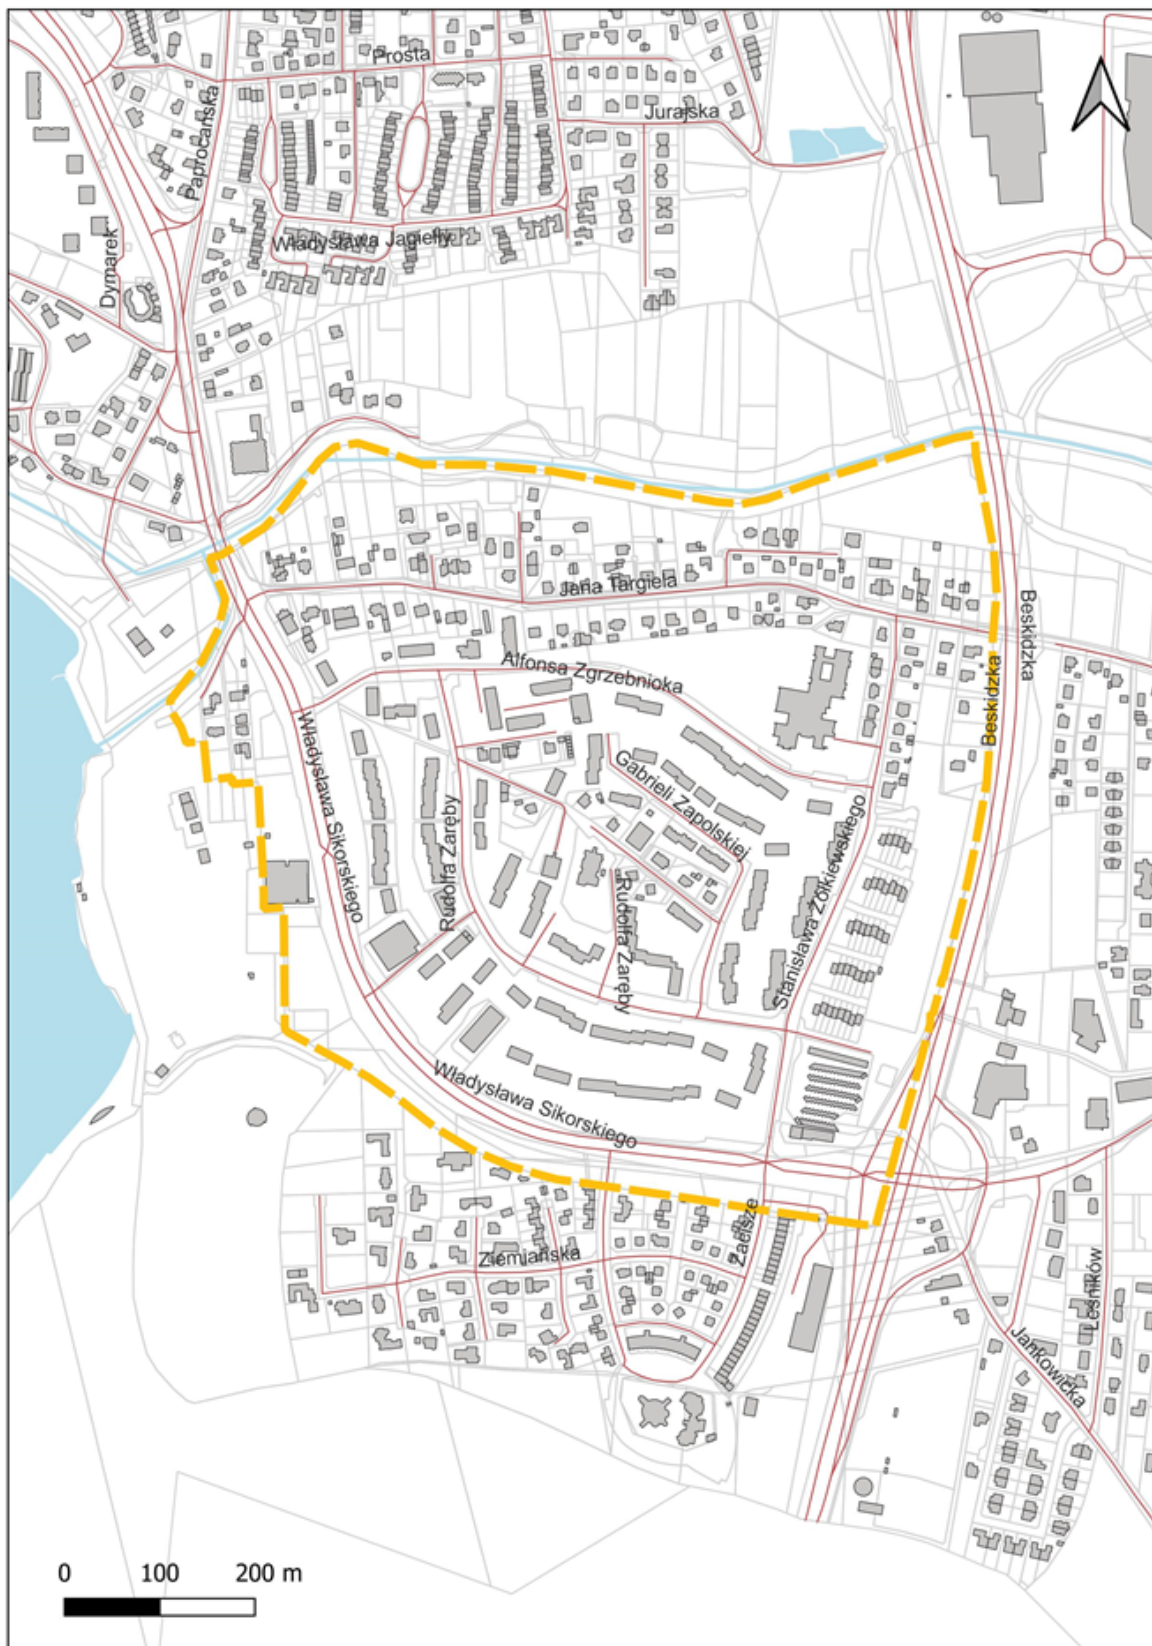 Prosta
Jurajska
Paprocańska
Władysława Jagiełły
Dymarek
Jana Targiela
Beskidzka
Alfonsa Zgrzebnioka
Beskidzka
Władysława Sikorskiego
Gabrieli Zapolskiej
Rudolfa Zaręby
Stanisława Żółkiewskiego
Rudolfa Zaręby
Władysława Sikorskiego
Zacisze
Ziemiańska
Leśników
Jankowicka
0 100 200 m